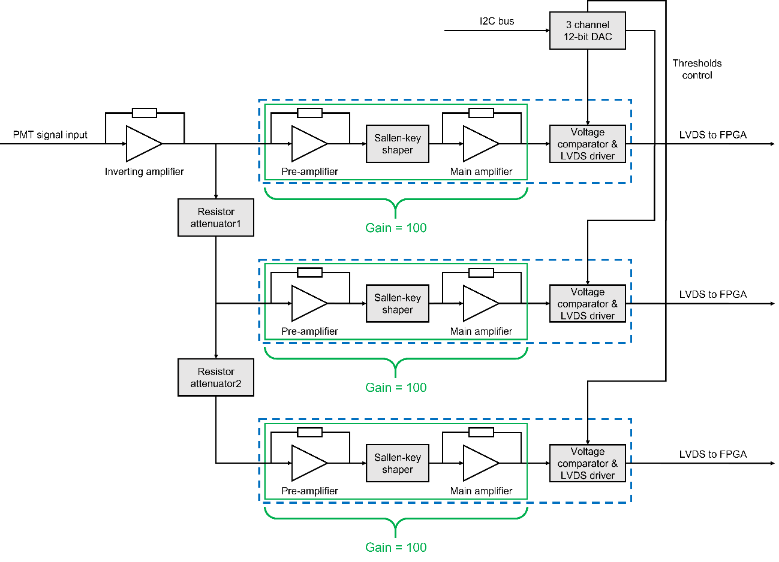 I2C bus
3 channel
12-bit DAC
Thresholds
control
PMT signal input
Inverting amplifier
Pre-amplifier
Sallen-key
shaper
Main amplifier
Voltage
comparator &
LVDS driver
LVDS to FPGA
Gain = 100
Resistor
attenuator1
Pre-amplifier
Sallen-key
shaper
Main amplifier
Voltage
comparator &
LVDS driver
LVDS to FPGA
Gain = 100
Resistor
attenuator2
Pre-amplifier
Sallen-key
shaper
Main amplifier
Voltage
comparator &
LVDS driver
LVDS to FPGA
Gain = 100